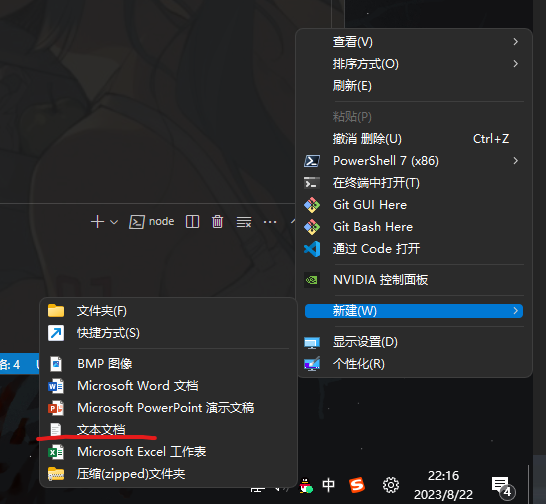 查看(V)
排序方式(O)
刷新(E)
粘贴(P)
撤消 删除(U) Ctrl+Z
PowerShell 7 (x86)
在终端中打开(T)
Git GUI Here
Git Bash Here
通过 Code 打开
NVIDIA 控制面板
新建(W)
显示设置(D)
个性化(R)
node
文件夹(F)
快捷方式(S)
BMP 图像
Microsoft Word 文档
Microsoft PowerPoint 演示文稿
文本文档
Microsoft Excel 工作表
压缩(zipped)文件夹
格: 4
中
22:16
2023/8/22
4